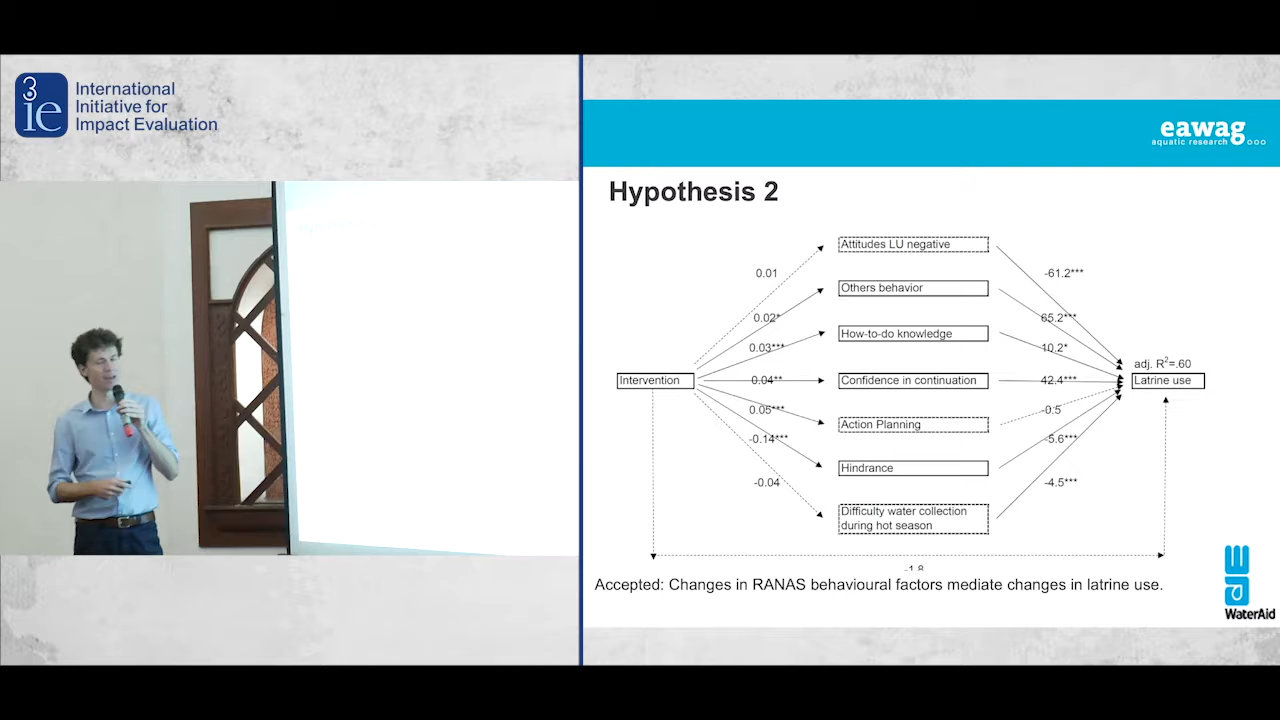 3ie
International
Initiative for
Impact Evaluation
eawag
aquatic research
Hypothesis 2
Attitudes LU negative
0.01
-61.2***
Others behavior
0.02*
65.2***
How-to-do knowledge
0.03***
10.2*
adj. R²=.60
Intervention
0.04**
Confidence in continuation
42.4***
Latrine use
0.05***
Action Planning
-0.5
-0.14***
-5.6***
Hindrance
-0.04
-4.5***
Difficulty water collection
during hot season
-1.8
Accepted: Changes in RANAS behavioural factors mediate changes in latrine use.
WaterAid